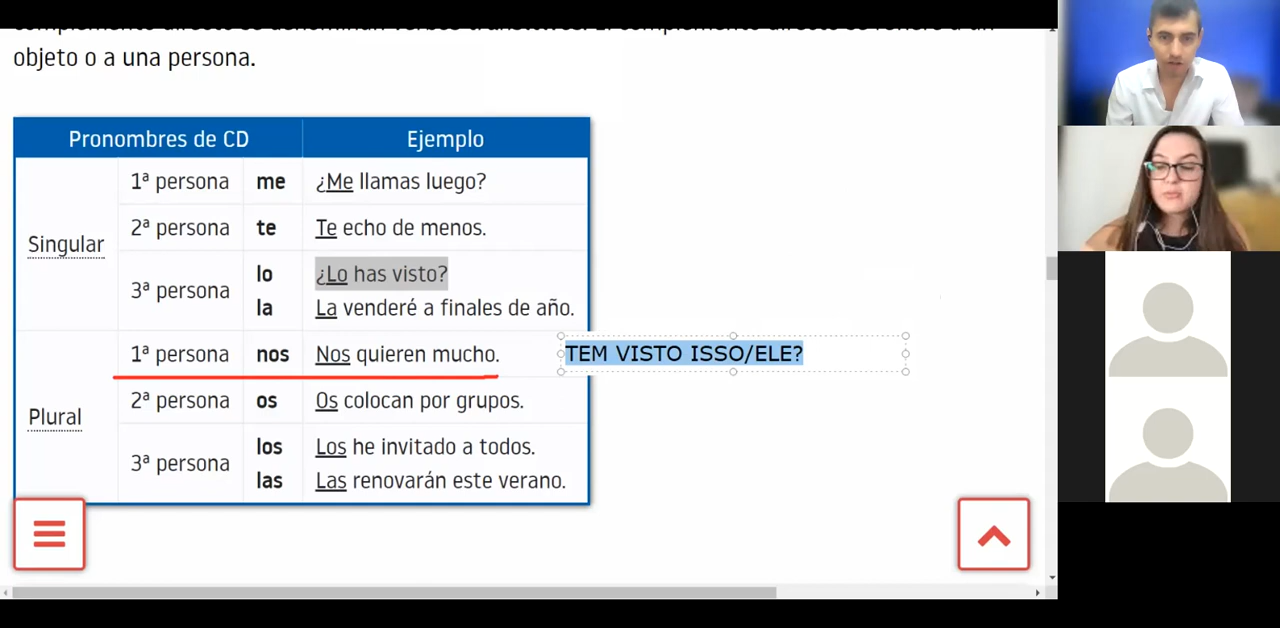 objeto o a una persona.
Pronombres de CD Ejemplo
Singular
1ª persona me ¿Me llamas luego?
2ª persona te Te echo de menos.
3ª persona
lo ¿Lo has visto?
la La venderé a finales de año.
Plural
1ª persona nos Nos quieren mucho.
TEM VISTO ISSO/ELE?
2ª persona os Os colocan por grupos.
3ª persona
los Los he invitado a todos.
las Las renovarán este verano.